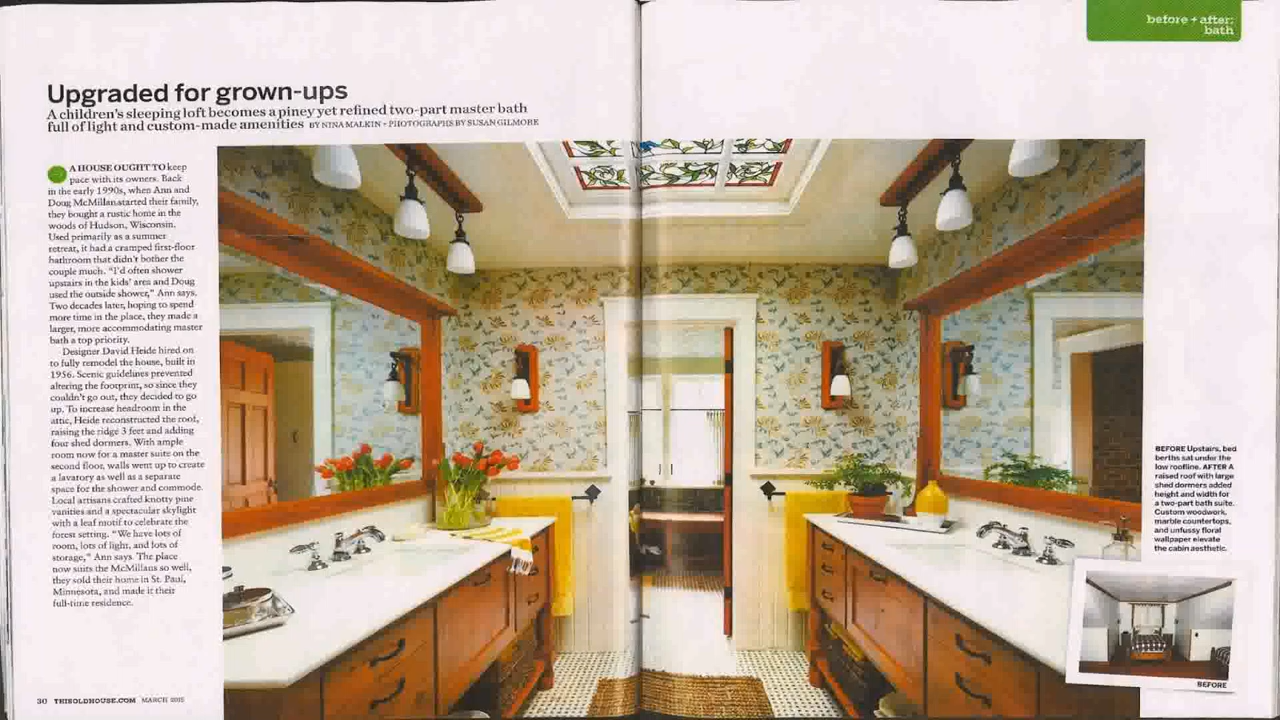 before + after:
bath
Upgraded for grown-ups
A children's sleeping loft becomes a piney yet refined two-part master bath
full of light and custom-made amenities BY NINA MALKIN • PHOTOGRAPHS BY SUSAN GILMORE
A HOUSE OUGHT TO keep
pace with its owners. Back
in the early 1990s, when Ann and
Doug McMillan started their family,
they bought a rustic home in the
woods of Hudson, Wisconsin.
Used primarily as a summer
retreat, it had a cramped first-floor
bathroom that didn't bother the
couple much. "I'd often shower
upstairs in the kids' area and Doug
used the outside shower," Ann says.
Two decades later, hoping to spend
more time in the place, they made a
larger, more accommodating master
bath a top priority.
Designer David Heide hired on
to fully remodel the house, built in
1956. Scenic guidelines prevented
altering the footprint, so since they
couldn't go out, they decided to go
up. To increase headroom in the
attic, Heide reconstructed the roof,
raising the ridge 3 feet and adding
four shed dormers. With ample
room now for a master suite on the
second floor, walls went up to create
a lavatory as well as a separate
space for the shower and commode.
Local artisans crafted knotty pine
vanities and a spectacular skylight
with a leaf motif to celebrate the
forest setting. "We have lots of
room, lots of light, and lots of
storage," Ann says. The place
now suits the McMillans so well,
they sold their home in St. Paul,
Minnesota, and made it their
full-time residence.
BEFORE Upstairs, bed
berths sat under the
low roofline. AFTER A
raised roof with large
shed dormers added
height and width for
a two-part bath suite.
Custom woodwork,
marble countertops,
and unfussy floral
wallpaper elevate
the cabin aesthetic.
BEFORE
30 THISOLDHOUSE.COM MARCH 2015